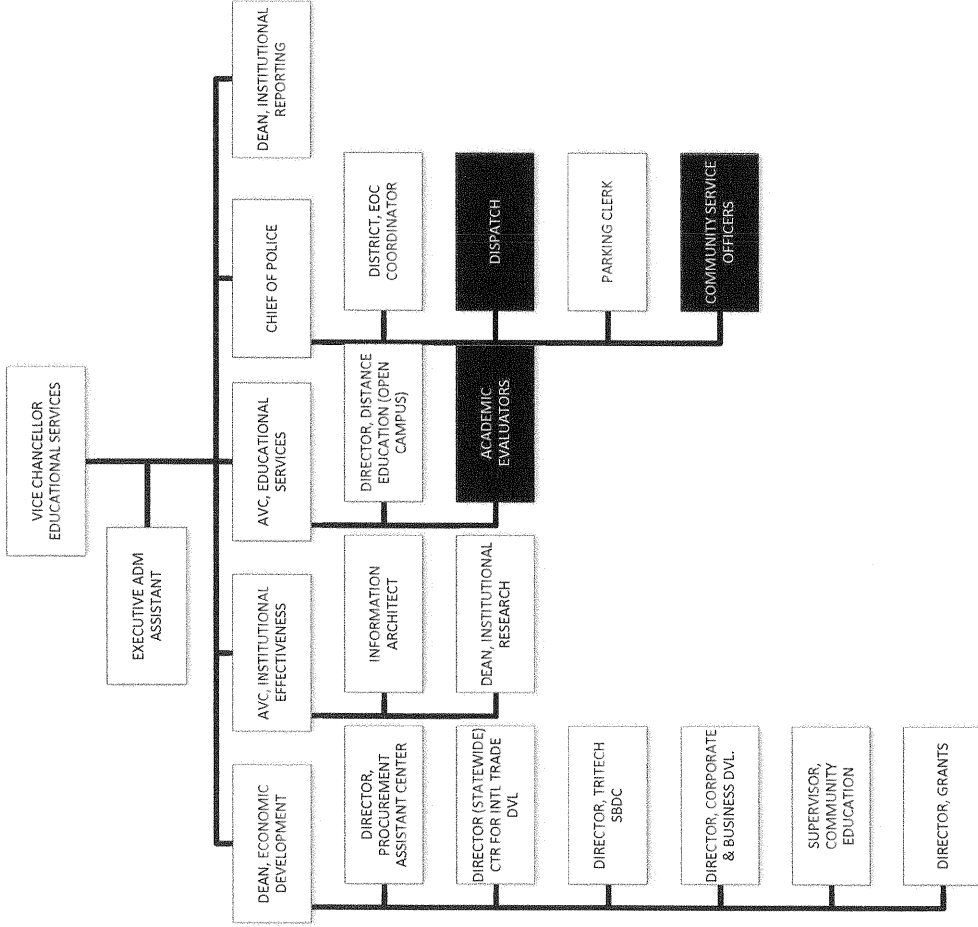 VICE CHANCELLOR
EDUCATIONAL SERVICES
EXECUTIVE ADM
ASSISTANT
DEAN, ECONOMIC
DEVELOPMENT
DIRECTOR,
PROCUREMENT
ASSISTANT CENTER
DIRECTOR (STATEWIDE)
CTR FOR INTL TRADE
DVL
DIRECTOR, TRITECH
SBDC
DIRECTOR, CORPORATE
& BUSINESS DVL.
SUPERVISOR,
COMMUNITY
EDUCATION
DIRECTOR, GRANTS
AVC, INSTITUTIONAL
EFFECTIVENESS
INFORMATION
ARCHITECT
DEAN, INSTITUTIONAL
RESEARCH
AVC, EDUCATIONAL
SERVICES
DIRECTOR, DISTANCE
EDUCATION (OPEN
CAMPUS)
ACADEMIC
EVALUATORS
CHIEF OF POLICE
DISTRICT, EOC
COORDINATOR
DISPATCH
PARKING CLERK
COMMUNITY SERVICE
OFFICERS
DEAN, INSTITUTIONAL
REPORTING